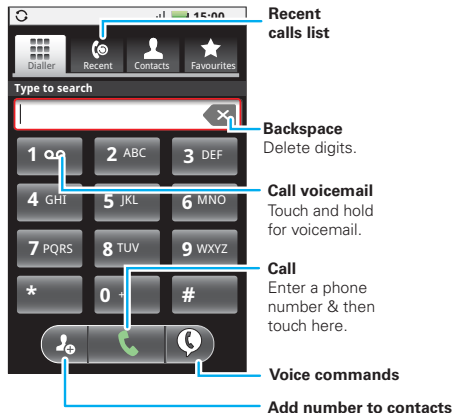 15:00
Recent
calls list
Dialler Recent Contacts Favourites
Type to search
Backspace
Delete digits.
1 2 ABC 3 DEF
Call voicemail
Touch and hold
for voicemail.
4 GHI 5 JKL 6 MNO
7 PQRS 8 TUV 9 WXYZ
Call
Enter a phone
number & then
touch here.
* 0 + #
Voice commands
Add number to contacts